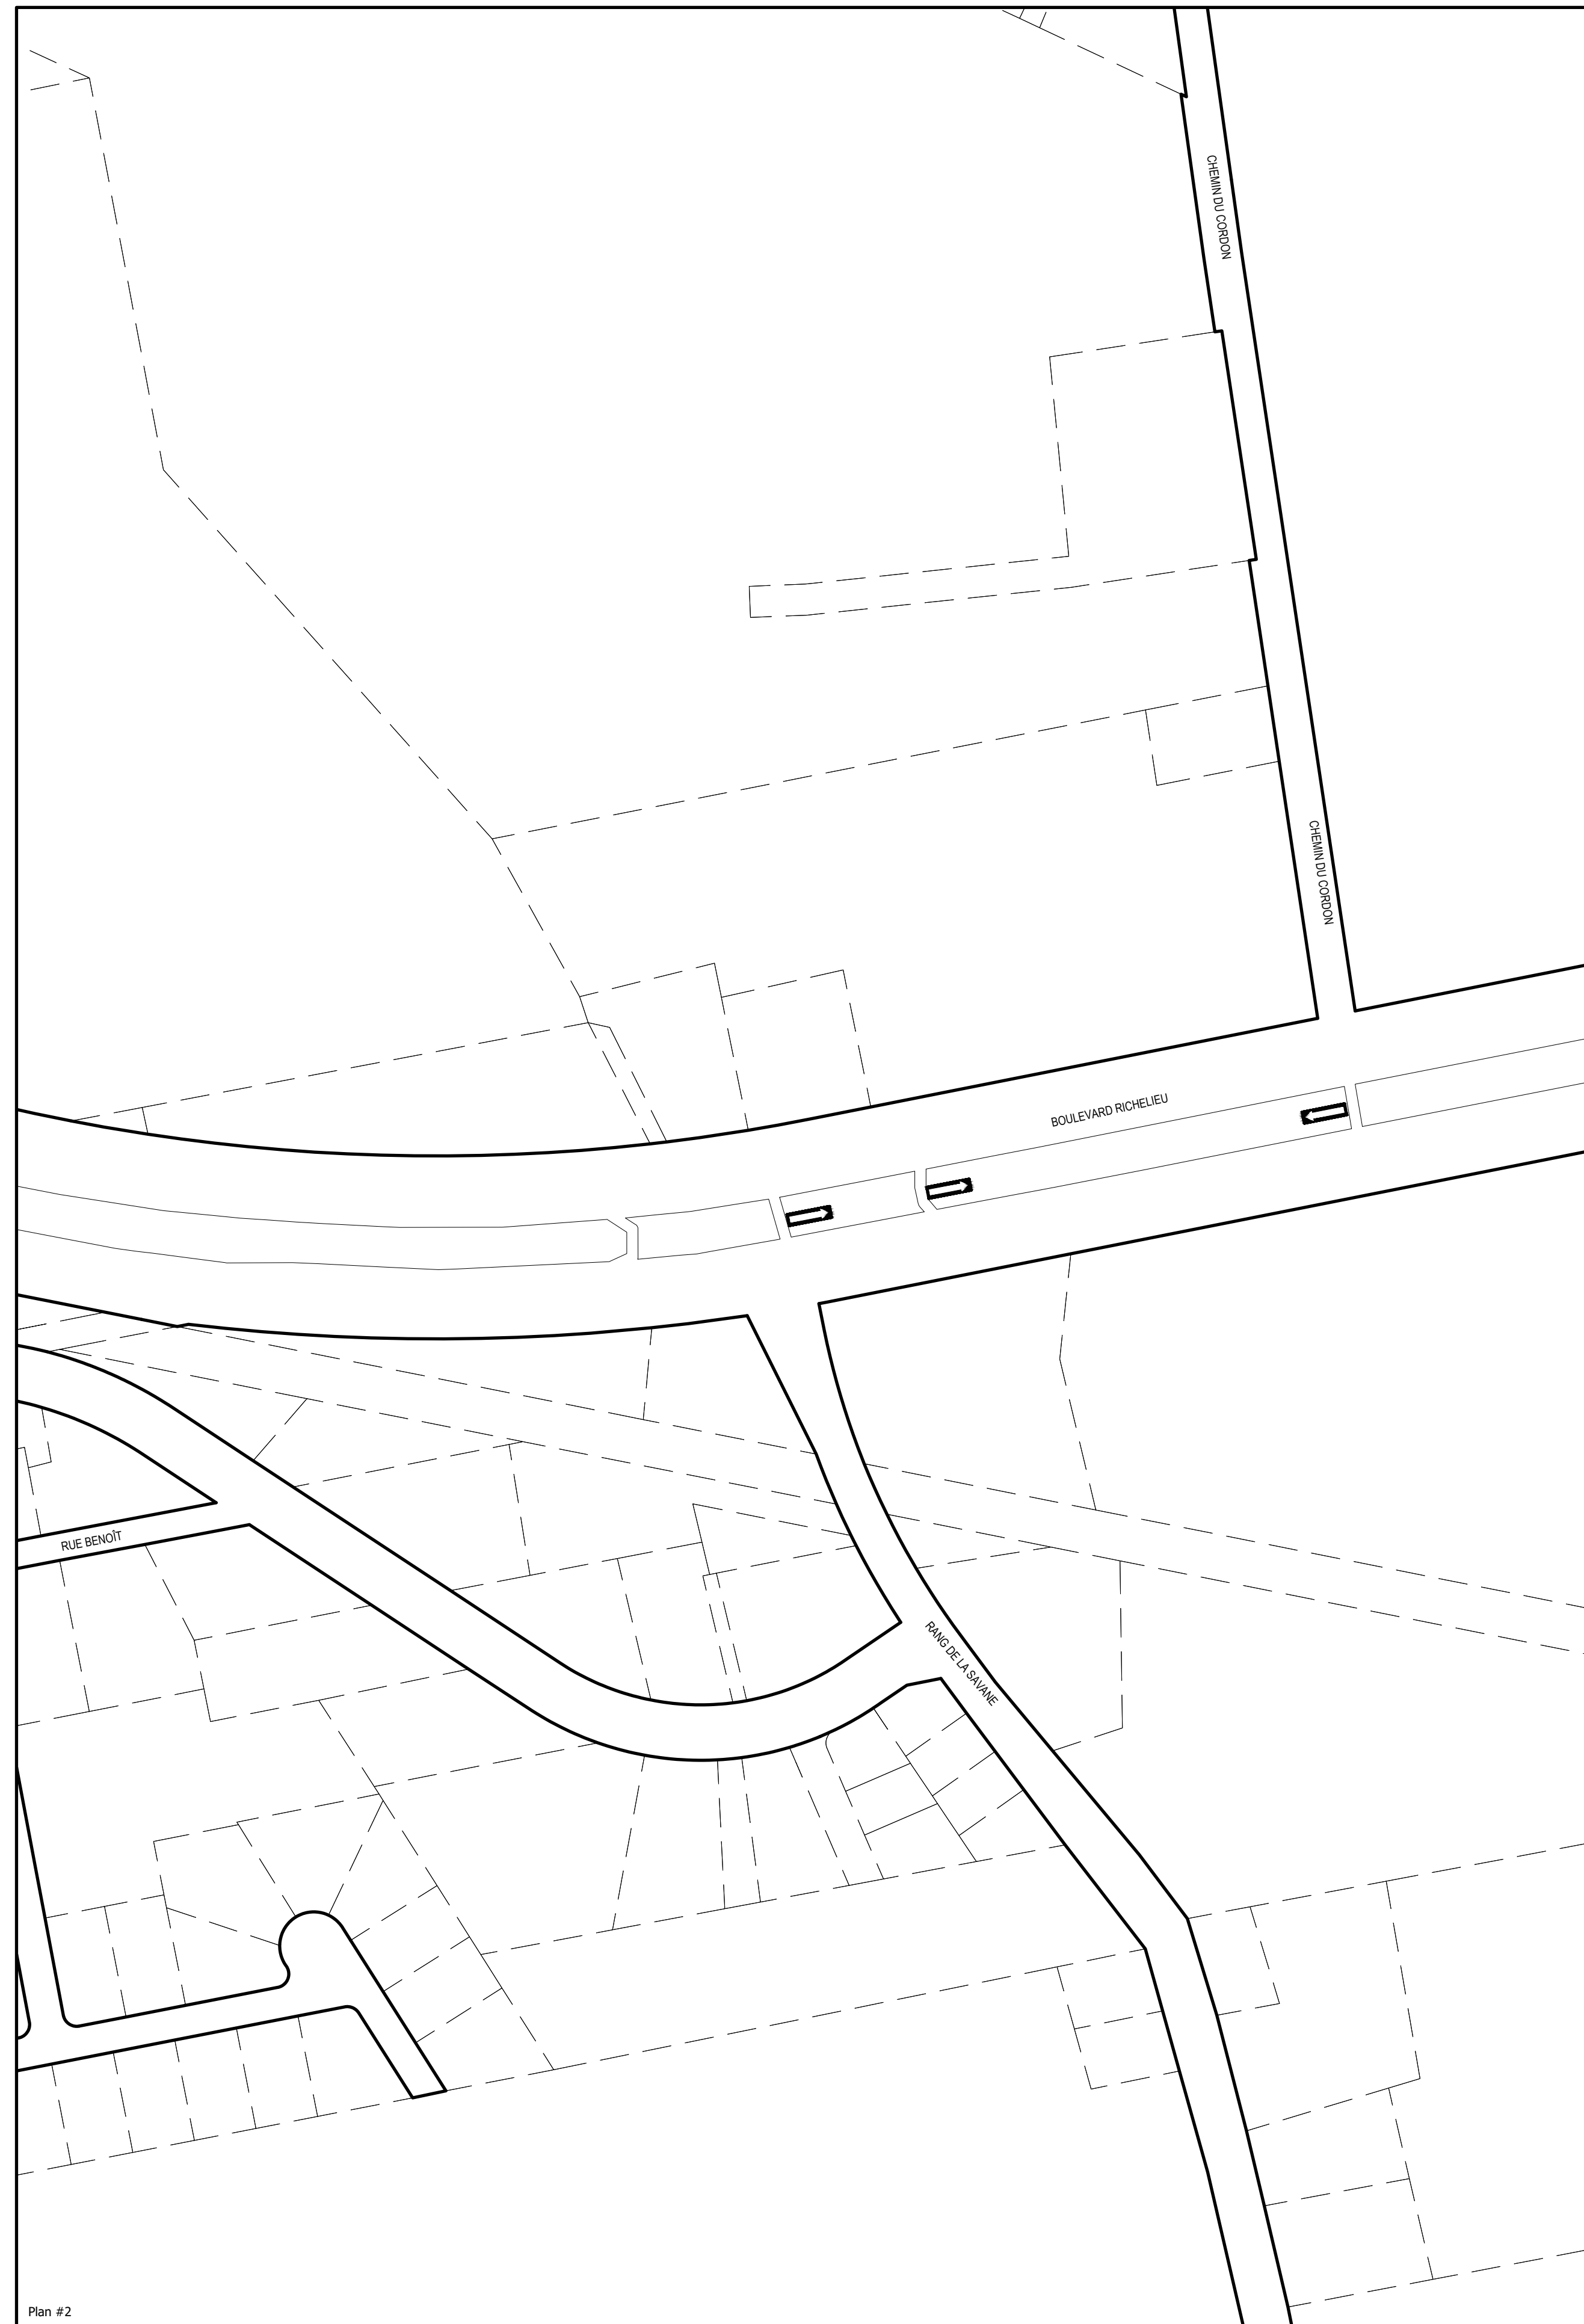 CHEMIN DU CORDON
CHEMIN DU CORDON
BOULEVARD RICHELIEU
RUE BENOÎT
RANG DE LA SAVANE
Plan #2